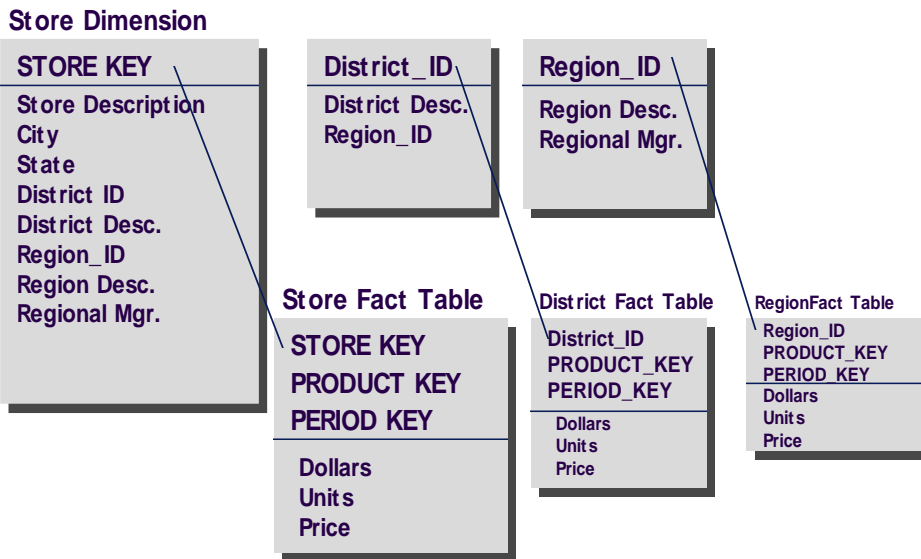 Store Dimension
STORE KEY
Store Description
City
State
District ID
District Desc.
Region_ID
Region Desc.
Regional Mgr.
District_ID
District Desc.
Region_ID
Region_ID
Region Desc.
Regional Mgr.
Store Fact Table
STORE KEY
PRODUCT KEY
PERIOD KEY
Dollars
Units
Price
District Fact Table
District_ID
PRODUCT_KEY
PERIOD_KEY
Dollars
Units
Price
RegionFact Table
Region_ID
PRODUCT_KEY
PERIOD_KEY
Dollars
Units
Price